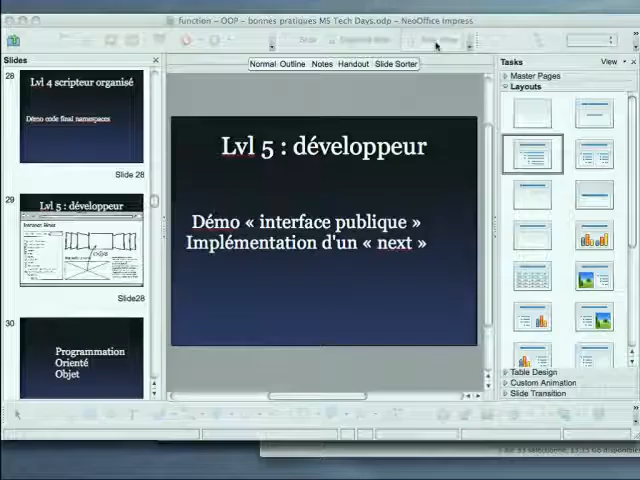 function – OOP – bonnes pratiques MS Tech Days.odp – NeoOffice Impress
Slides
Normal Outline Notes Handout Slide Sorter
Tasks
View
Master Pages
Layouts
28
Lvl 4 scripteur organisé
Démo code final namespaces
Slide 28
29
Lvl 5 : développeur
Slide28
30
Programmation
Orienté
Objet
Lvl 5 : développeur
Démo « interface publique »
Implémentation d'un « next »
Table Design
Custom Animation
Slide Transition